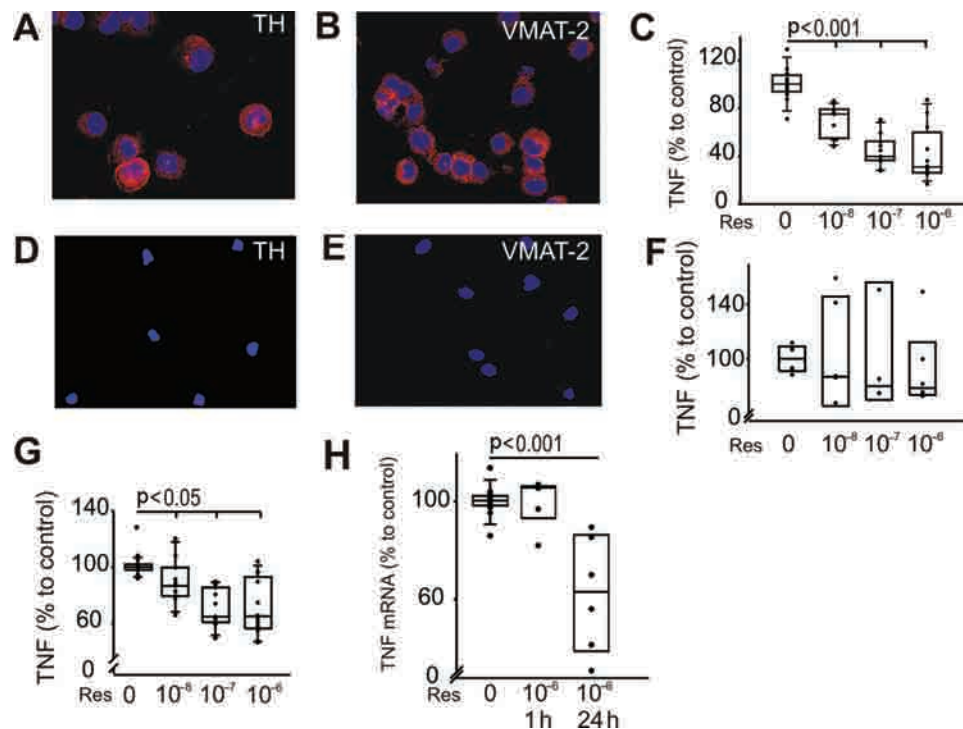 A TH
B VMAT-2
C
p<0.001
TNF (% to control)
120
80
40
0
Res 0 10⁻⁸ 10⁻⁷ 10⁻⁶
D TH
E VMAT-2
F
TNF (% to control)
140
100
0
Res 0 10⁻⁸ 10⁻⁷ 10⁻⁶
G
p<0.05
TNF (% to control)
140
100
60
0
Res 0 10⁻⁸ 10⁻⁷ 10⁻⁶
H
p<0.001
TNF mRNA (% to control)
100
60
0
Res 0 10⁻⁶ 10⁻⁶
1 h 24 h